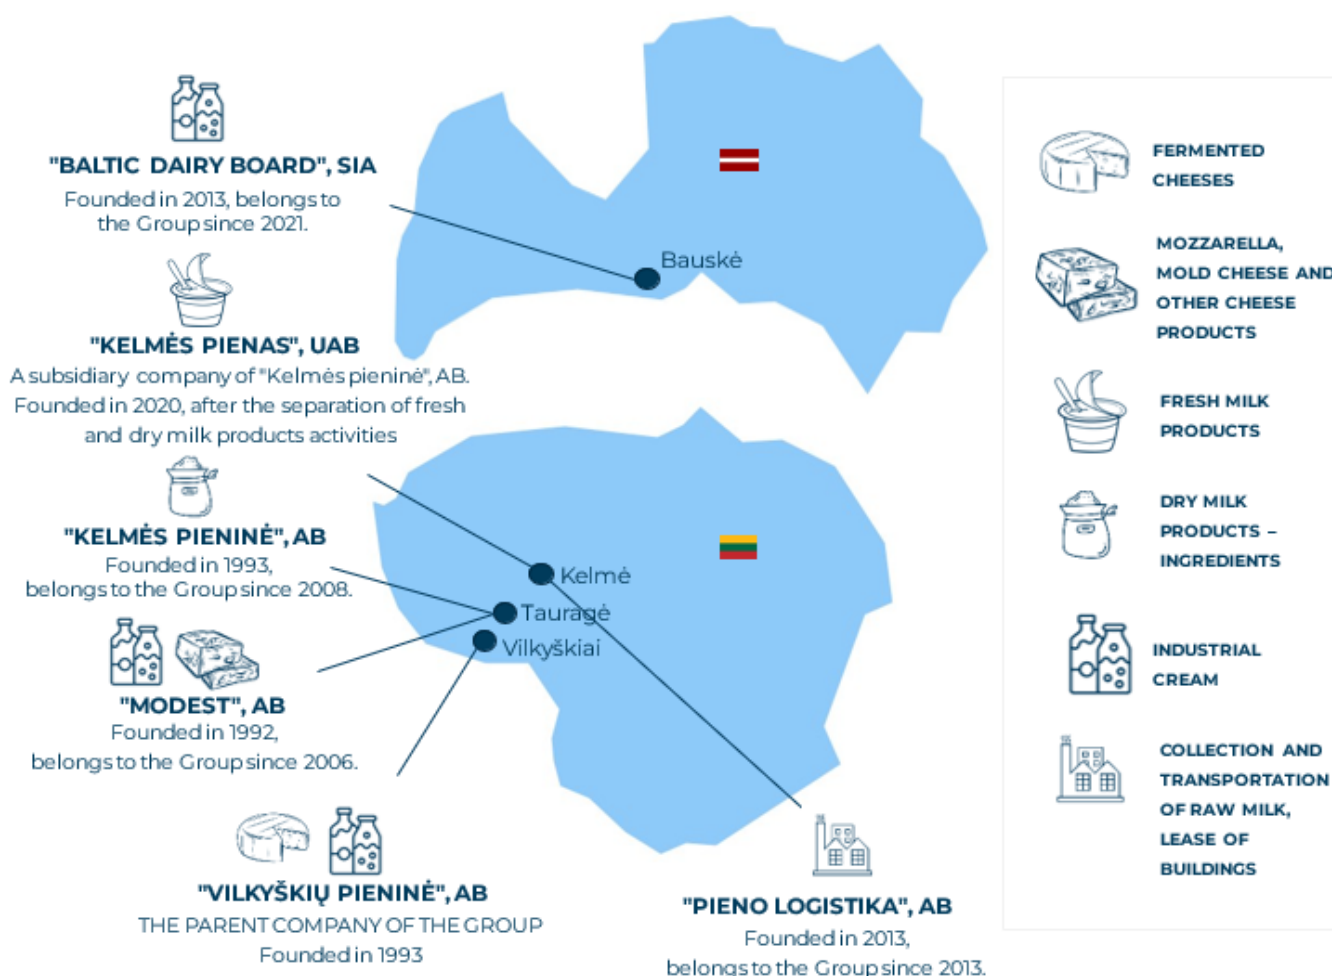 "BALTIC DAIRY BOARD", SIA
Founded in 2013, belongs to
the Group since 2021.
"KELMĖS PIENAS", UAB
A subsidiary company of "Kelmės pieninė", AB.
Founded in 2020, after the separation of fresh
and dry milk products activities
"KELMĖS PIENINĖ", AB
Founded in 1993,
belongs to the Group since 2008.
"MODEST", AB
Founded in 1992,
belongs to the Group since 2006.
"VILKYŠKIŲ PIENINĖ", AB
THE PARENT COMPANY OF THE GROUP
Founded in 1993
"PIENO LOGISTIKA", AB
Founded in 2013,
belongs to the Group since 2013.
Bauskė
Kelmė
Tauragė
Vilkyškiai
FERMENTED
CHEESES
MOZZARELLA,
MOLD CHEESE AND
OTHER CHEESE
PRODUCTS
FRESH MILK
PRODUCTS
DRY MILK
PRODUCTS –
INGREDIENTS
INDUSTRIAL
CREAM
COLLECTION AND
TRANSPORTATION
OF RAW MILK,
LEASE OF
BUILDINGS